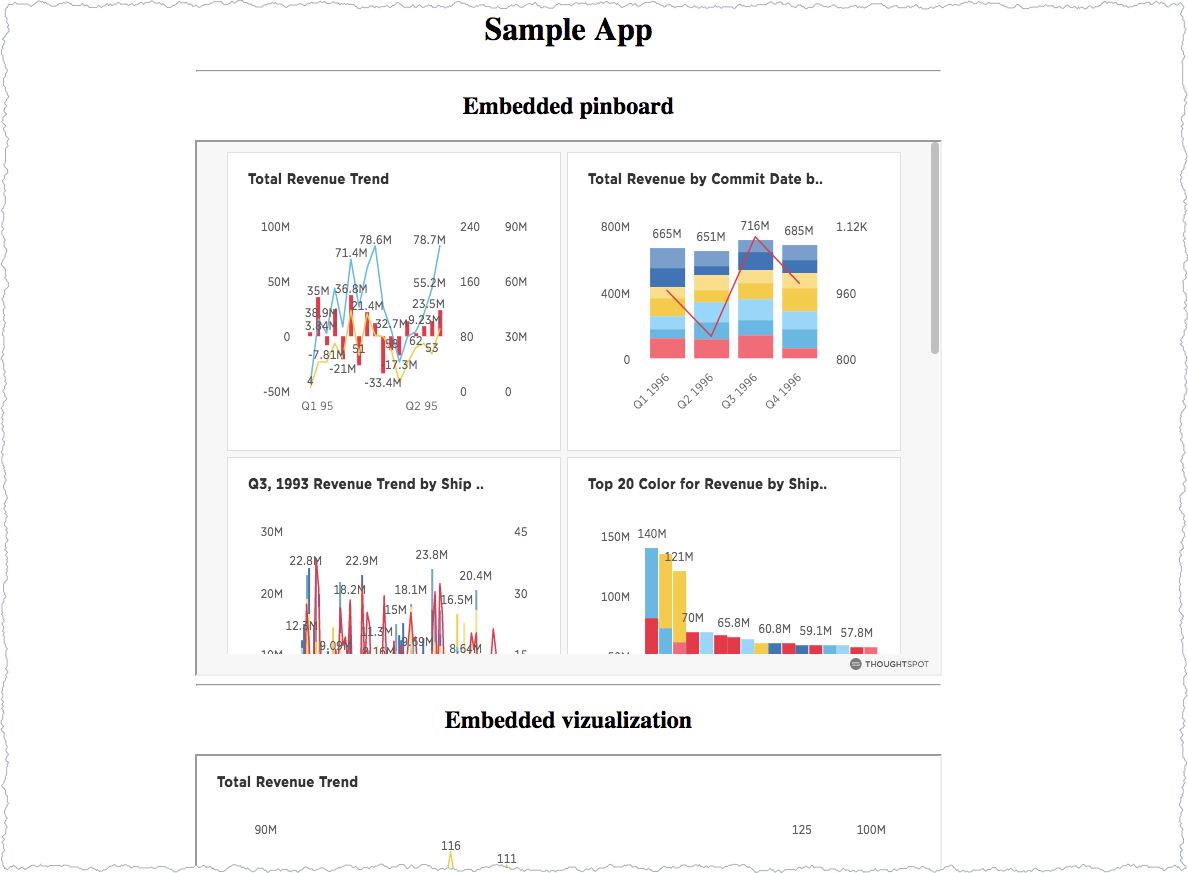 Sample App
Embedded pinboard
Total Revenue Trend
100M 240 90M
78.6M 78.7M
71.4M
50M 55.2M 160 60M
35M 36.8M
21.4M 23.5M
38.9M
3.84M 32.7M 9.23M
0 80 30M
62
51 53
-7.81M
-21M -17.3M
4 -33.4M
-50M 0 0
Q1 95 Q2 95
Total Revenue by Commit Date b..
800M 665M 651M 716M 685M 1.12K
400M 960
0 800
Q1 1996 Q2 1996 Q3 1996 Q4 1996
Q3, 1993 Revenue Trend by Ship ..
30M 45
22.8M 22.9M 23.8M
20.4M
20M 18.2M 18.1M 30
16.5M
15M
12.3M 11.3M
9.09M 9.69M
8.16M 8.64M
10M 15
Top 20 Color for Revenue by Ship..
150M 140M
121M
100M
70M 65.8M 60.8M 59.1M 57.8M
50M
THOUGHTSPOT
Embedded vizualization
Total Revenue Trend
90M 125 100M
116
111